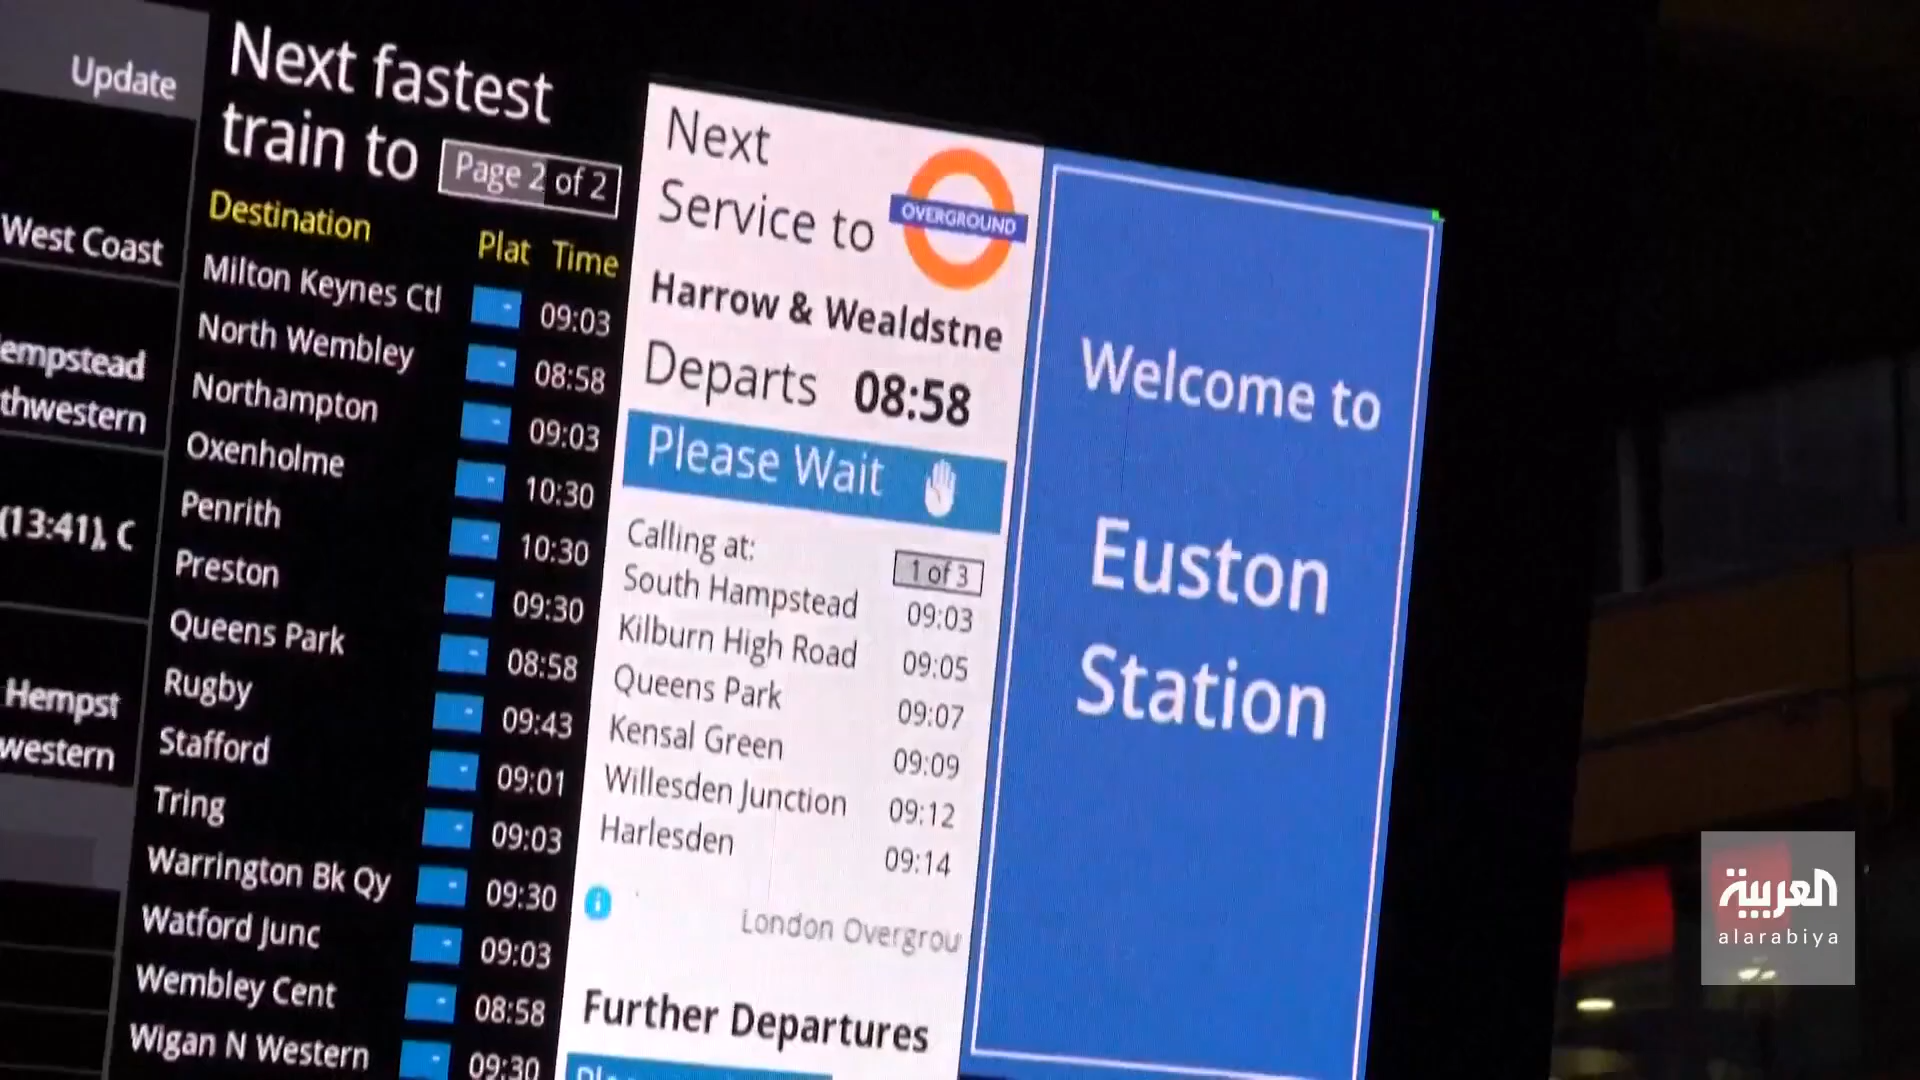 Update
West Coast
empstead
thwestern
(13:41), C
Hempst
western
Next fastest
train to
Page 2 of 2
Destination Plat Time
Milton Keynes Ctl - 09:03
North Wembley - 08:58
Northampton - 09:03
Oxenholme - 10:30
Penrith - 10:30
Preston - 09:30
Queens Park - 08:58
Rugby - 09:43
Stafford - 09:01
Tring - 09:03
Warrington Bk Qy - 09:30
Watford Junc - 09:03
Wembley Cent - 08:58
Wigan N Western 09:30
Next
Service to
OVERGROUND
Harrow & Wealdstne
Departs 08:58
Please Wait
Calling at: 1 of 3
South Hampstead 09:03
Kilburn High Road 09:05
Queens Park 09:07
Kensal Green 09:09
Willesden Junction 09:12
Harlesden 09:14
i
London Overgrou
Further Departures
Welcome to
Euston
Station
العربية
alarabiya